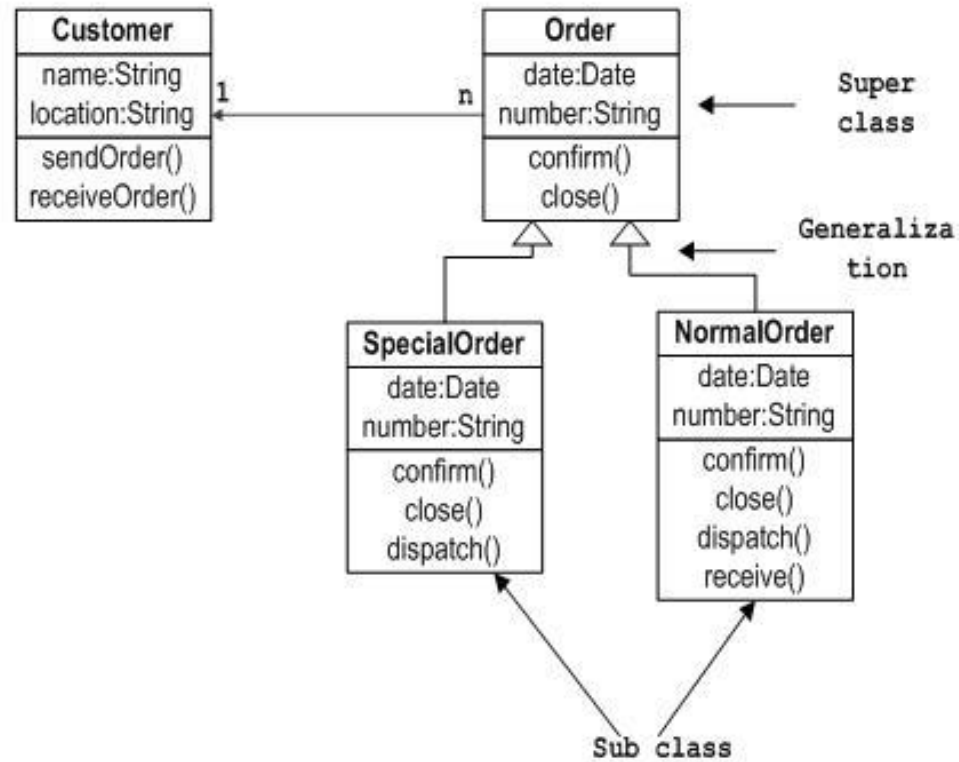 Customer
name:String
location:String
sendOrder()
receiveOrder()
1
n
Order
date:Date
number:String
confirm()
close()
Super
class
Generaliza
tion
SpecialOrder
date:Date
number:String
confirm()
close()
dispatch()
NormalOrder
date:Date
number:String
confirm()
close()
dispatch()
receive()
Sub class